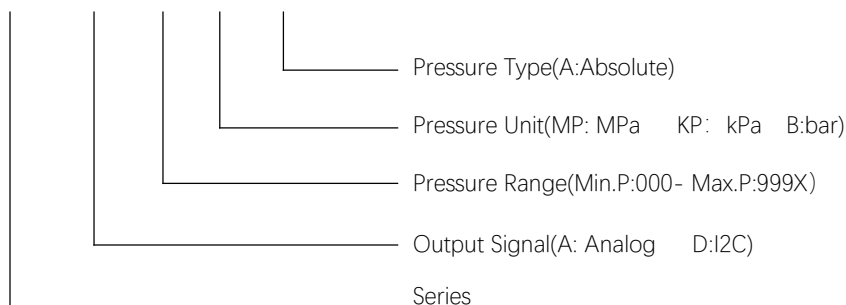 Pressure Type(A:Absolute)
Pressure Unit(MP: MPa KP: kPa B:bar)
Pressure Range(Min.P:000- Max.P:999X)
Output Signal(A: Analog D:I2C)
Series